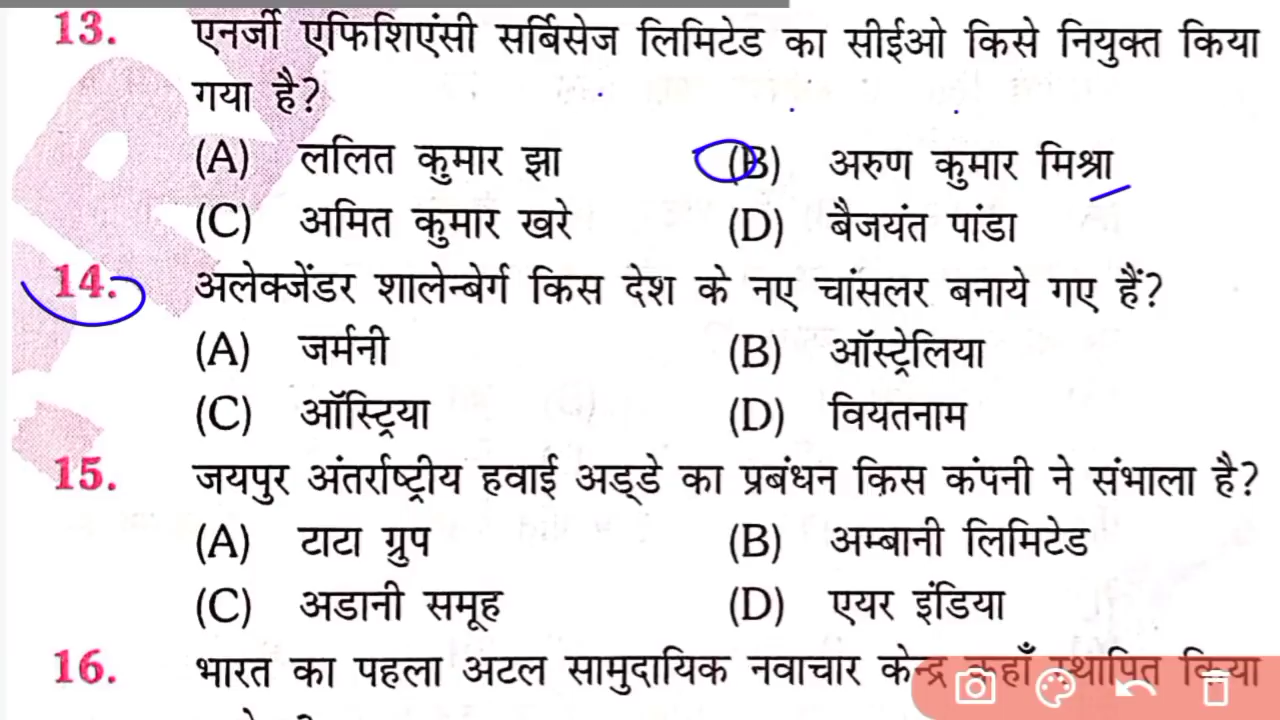 13. एनर्जी एफिशिएंसी सर्बिसेज लिमिटेड का सीईओ किसे नियुक्त किया
गया है?
(A) ललित कुमार झा (B) अरुण कुमार मिश्रा
(C) अमित कुमार खरे (D) बैजयंत पांडा
14. अलेक्जेंडर शालेन्बेर्ग किस देश के नए चांसलर बनाये गए हैं?
(A) जर्मनी (B) ऑस्ट्रेलिया
(C) ऑस्ट्रिया (D) वियतनाम
15. जयपुर अंतर्राष्ट्रीय हवाई अड्डे का प्रबंधन किस कंपनी ने संभाला है?
(A) टाटा ग्रुप (B) अम्बानी लिमिटेड
(C) अडानी समूह (D) एयर इंडिया
16. भारत का पहला अटल सामुदायिक नवाचार केन्द्र कहाँ स्थापित किया